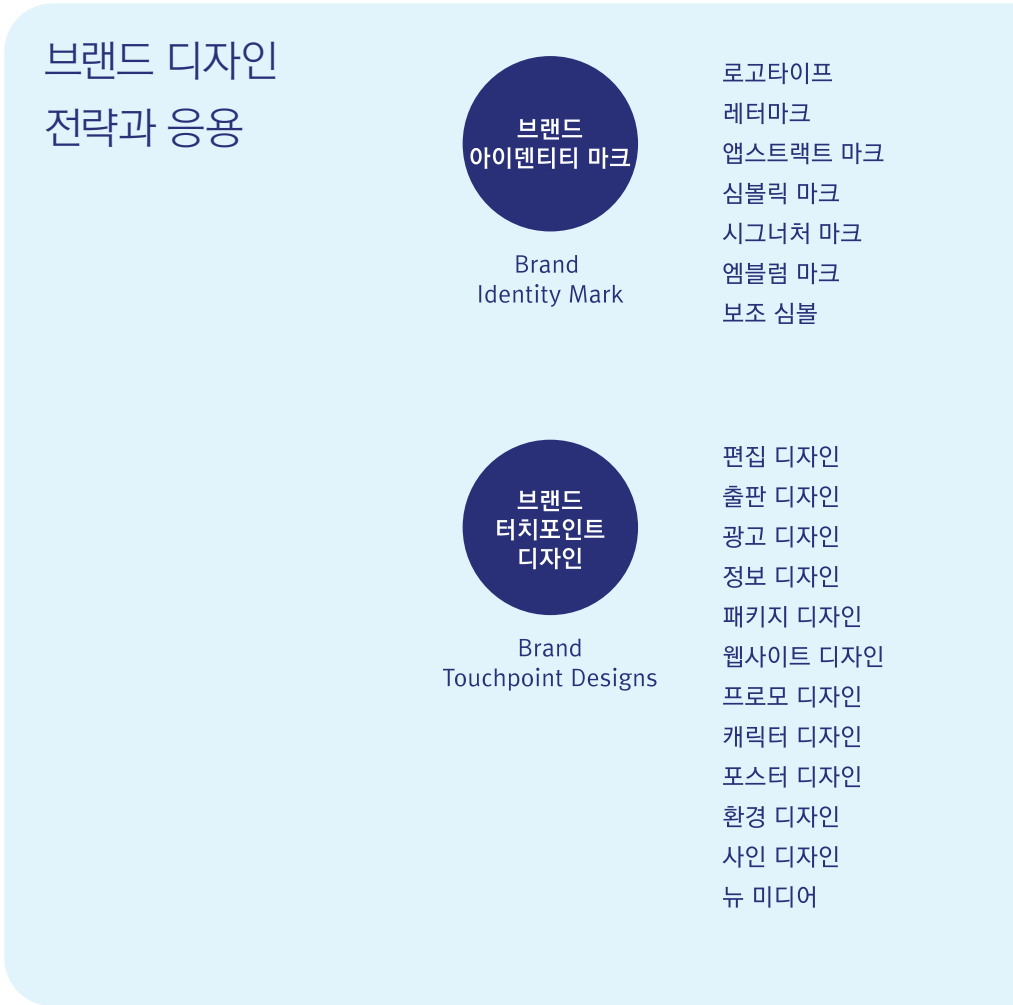 브랜드 디자인
전략과 응용
브랜드
아이덴티티 마크
Brand
Identity Mark
로고타이프
레터마크
앱스트랙트 마크
심볼릭 마크
시그너처 마크
엠블럼 마크
보조 심볼
브랜드
터치포인트
디자인
Brand
Touchpoint Designs
편집 디자인
출판 디자인
광고 디자인
정보 디자인
패키지 디자인
웹사이트 디자인
프로모 디자인
캐릭터 디자인
포스터 디자인
환경 디자인
사인 디자인
뉴 미디어